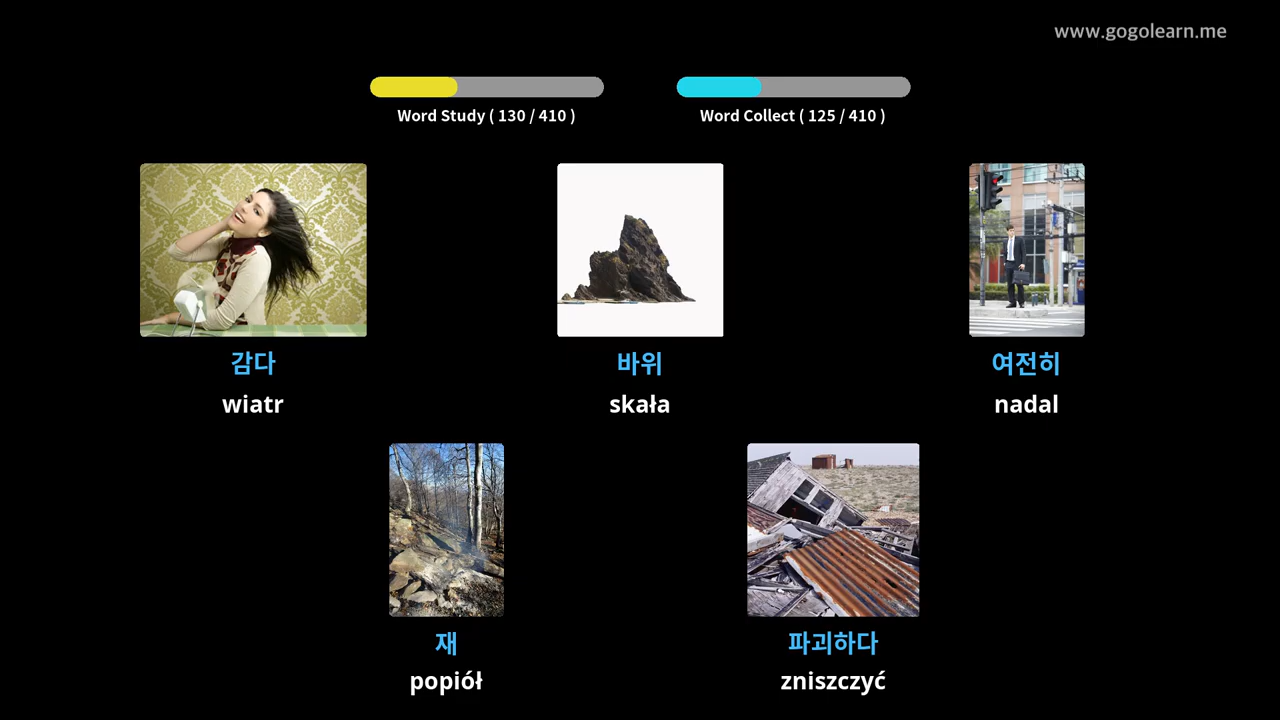 www.gogolearn.me
Word Study ( 130 / 410 )
Word Collect ( 125 / 410 )
감다
wiatr
바위
skała
여전히
nadal
재
popiół
파괴하다
zniszczyć